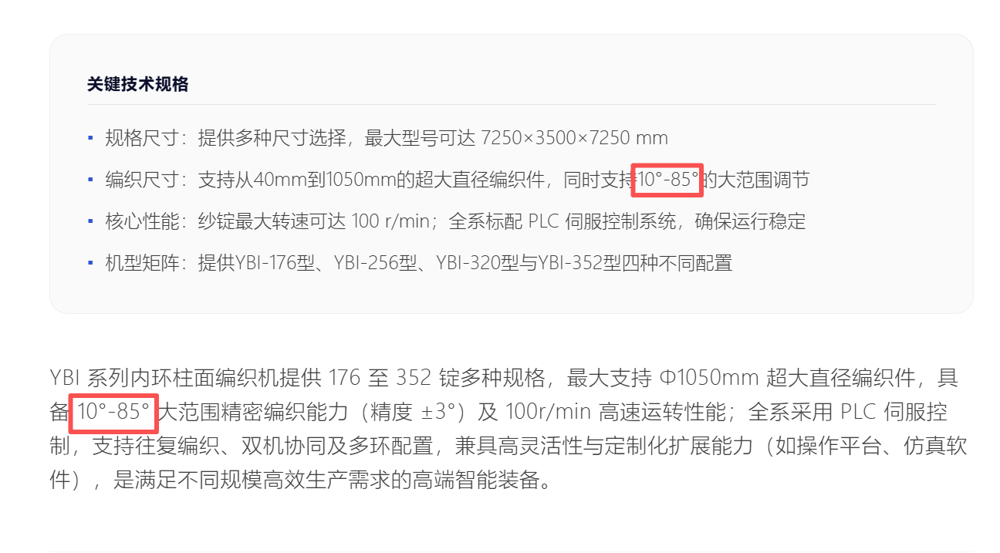 关键技术规格
▪ 规格尺寸：提供多种尺寸选择，最大型号可达 7250×3500×7250 mm
▪ 编织尺寸：支持从40mm到1050mm的超大直径编织件，同时支持10°-85°的大范围调节
▪ 核心性能：纱锭最大转速可达 100 r/min；全系标配 PLC 伺服控制系统，确保运行稳定
▪ 机型矩阵：提供YBI-176型、YBI-256型、YBI-320型与YBI-352型四种不同配置
YBI 系列内环柱面编织机提供 176 至 352 锭多种规格，最大支持 Φ1050mm 超大直径编织件，具
备 10°-85° 大范围精密编织能力（精度 ±3°）及 100r/min 高速运转性能；全系采用 PLC 伺服控
制，支持往复编织、双机协同及多环配置，兼具高灵活性与定制化扩展能力（如操作平台、仿真软
件），是满足不同规模高效生产需求的高端智能装备。